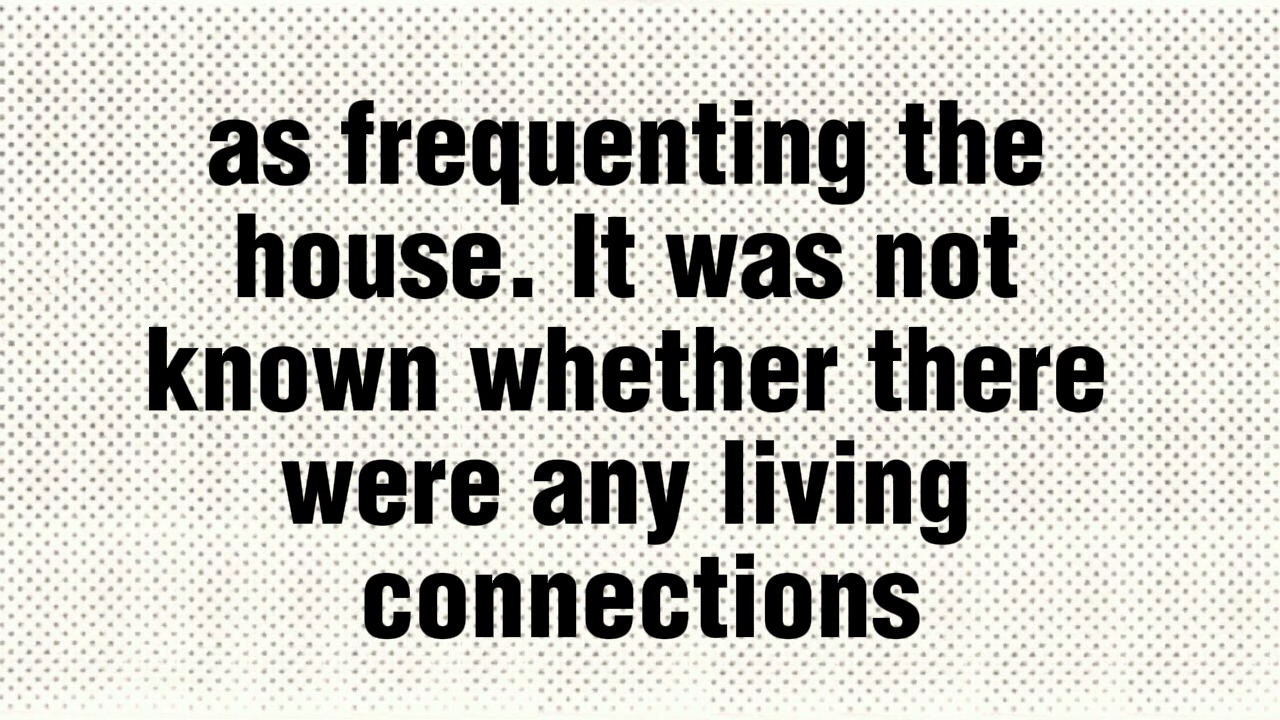 as frequenting the
house. It was not
known whether there
were any living
connections